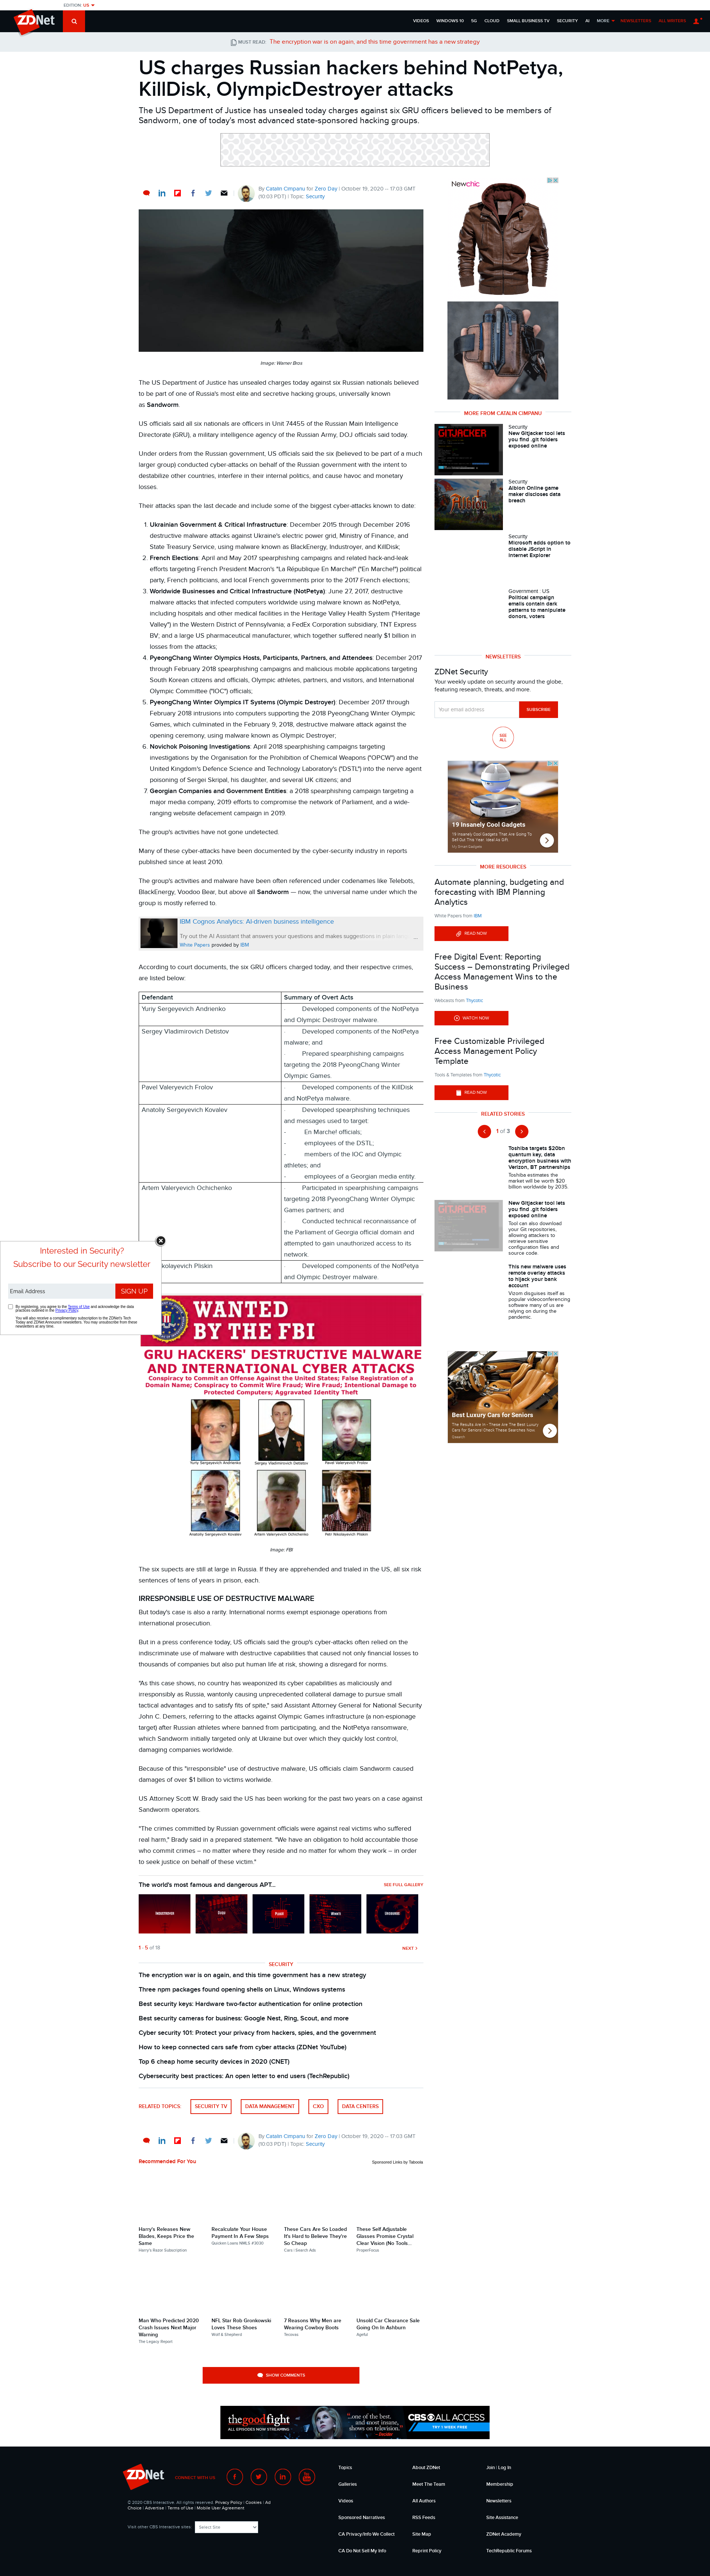 EDITION: US
ZDNet
VIDEOS
WINDOWS 10
5G
CLOUD
SMALL BUSINESS TV
SECURITY
AI
MORE
NEWSLETTERS
ALL WRITERS
MUST READ: The encryption war is on again, and this time government has a new strategy
US charges Russian hackers behind NotPetya,
KillDisk, OlympicDestroyer attacks
The US Department of Justice has unsealed today charges against six GRU officers believed to be members of
Sandworm, one of today's most advanced state-sponsored hacking groups.
By Catalin Cimpanu for Zero Day | October 19, 2020 -- 17:03 GMT
(10:03 PDT) | Topic: Security
Image: Warner Bros.
The US Department of Justice has unsealed charges today against six Russian nationals believed
to be part of one of Russia's most elite and secretive hacking groups, universally known
as Sandworm.
US officials said all six nationals are officers in Unit 74455 of the Russian Main Intelligence
Directorate (GRU), a military intelligence agency of the Russian Army, DOJ officials said today.
Under orders from the Russian government, US officials said the six (believed to be part of a much
larger group) conducted cyber-attacks on behalf of the Russian government with the intent to
destabilize other countries, interfere in their internal politics, and cause havoc and monetary
losses.
Their attacks span the last decade and include some of the biggest cyber-attacks known to date:
1. Ukrainian Government & Critical Infrastructure: December 2015 through December 2016
destructive malware attacks against Ukraine's electric power grid, Ministry of Finance, and
State Treasury Service, using malware known as BlackEnergy, Industroyer, and KillDisk;
2. French Elections: April and May 2017 spearphishing campaigns and related hack-and-leak
efforts targeting French President Macron's "La République En Marche!" ("En Marche!") political
party, French politicians, and local French governments prior to the 2017 French elections;
3. Worldwide Businesses and Critical Infrastructure (NotPetya): June 27, 2017, destructive
malware attacks that infected computers worldwide using malware known as NotPetya,
including hospitals and other medical facilities in the Heritage Valley Health System (Heritage
Valley) in the Western District of Pennsylvania; a FedEx Corporation subsidiary, TNT Express
BV; and a large US pharmaceutical manufacturer, which together suffered nearly $1 billion in
losses from the attacks;
4. PyeongChang Winter Olympics Hosts, Participants, Partners, and Attendees: December 2017
through February 2018 spearphishing campaigns and malicious mobile applications targeting
South Korean citizens and officials, Olympic athletes, partners, and visitors, and International
Olympic Committee ("IOC") officials;
5. PyeongChang Winter Olympics IT Systems (Olympic Destroyer): December 2017 through
February 2018 intrusions into computers supporting the 2018 PyeongChang Winter Olympic
Games, which culminated in the February 9, 2018, destructive malware attack against the
opening ceremony, using malware known as Olympic Destroyer;
6. Novichok Poisoning Investigations: April 2018 spearphishing campaigns targeting
investigations by the Organisation for the Prohibition of Chemical Weapons ("OPCW") and the
United Kingdom's Defence Science and Technology Laboratory's ("DSTL") into the nerve agent
poisoning of Sergei Skripal, his daughter, and several UK citizens; and
7. Georgian Companies and Government Entities: a 2018 spearphishing campaign targeting a
major media company, 2019 efforts to compromise the network of Parliament, and a wide-
ranging website defacement campaign in 2019.
The group's activities have not gone undetected.
Many of these cyber-attacks have been documented by the cyber-security industry in reports
published since at least 2010.
The group's activities and malware have been often referenced under codenames like Telebots,
BlackEnergy, Voodoo Bear, but above all Sandworm — now, the universal name under which the
group is mostly referred to.
IBM Cognos Analytics: AI-driven business intelligence
Try out the AI Assistant that answers your questions and makes suggestions in plain
...
White Papers provided by IBM
According to court documents, the six GRU officers charged today, and their respective crimes,
are listed below:
Defendant
Summary of Overt Acts
Yuriy Sergeyevich Andrienko
Developed components of the NotPetya
and Olympic Destroyer malware.
Sergey Vladimirovich Detistov
Developed components of the NotPetya
malware; and
Prepared spearphishing campaigns
targeting the 2018 PyeongChang Winter
Olympic Games.
Pavel Valeryevich Frolov
Developed components of the KillDisk
and NotPetya malware.
Anatoliy Sergeyevich Kovalev
Developed spearphishing techniques
and messages used to target:
- En Marche! officials;
- employees of the DSTL;
- members of the IOC and Olympic
athletes; and
- employees of a Georgian media entity.
Artem Valeryevich Ochichenko
Participated in spearphishing campaigns
targeting 2018 PyeongChang Winter Olympic
Games partners; and
Conducted technical reconnaissance of
the Parliament of Georgia official domain and
attempted to gain unauthorized access to its
network.
kolayevich Pliskin
Developed components of the NotPetya
and Olympic Destroyer malware.
Interested in Security?
Subscribe to our Security newsletter
Email Address
SIGN UP
By registering, you agree to the Terms of Use and acknowledge the data
practices outlined in the Privacy Policy.
You will also receive a complimentary subscription to the ZDNet's Tech
Today and ZDNet Announce newsletters. You may unsubscribe from these
newsletters at any time.
WANTED
BY THE FBI
GRU HACKERS' DESTRUCTIVE MALWARE
AND INTERNATIONAL CYBER ATTACKS
Conspiracy to Commit an Offense Against the United States; False Registration of a
Domain Name; Conspiracy to Commit Wire Fraud; Wire Fraud; Intentional Damage to
Protected Computers; Aggravated Identity Theft
Yuriy Sergeyevich Andrienko
Sergey Vladimirovich Detistov
Pavel Valeryevich Frolov
Anatoliy Sergeyevich Kovalev
Artem Valeryevich Ochichenko
Petr Nikolayevich Pliskin
Image: FBI
The six supects are still at large in Russia. If they are apprehended and trialed in the US, all six risk
sentences of tens of years in prison, each.
IRRESPONSIBLE USE OF DESTRUCTIVE MALWARE
But today's case is also a rarity. International norms exempt espionage operations from
international prosecution.
But in a press conference today, US officials said the group's cyber-attacks often relied on the
indiscriminate use of malware with destructive capabilities that caused not only financial losses to
thousands of companies but also put human life at risk, showing a disregard for norms.
"As this case shows, no country has weaponized its cyber capabilities as maliciously and
irresponsibly as Russia, wantonly causing unprecedented collateral damage to pursue small
tactical advantages and to satisfy fits of spite," said Assistant Attorney General for National Security
John C. Demers, referring to the attacks against Olympic Games infrastructure (a non-espionage
target) after Russian athletes where banned from participating, and the NotPetya ransomware,
which Sandworm initially targeted only at Ukraine but over which they quickly lost control,
damaging companies worldwide.
Because of this "irresponsible" use of destructive malware, US officials claim Sandworm caused
damages of over $1 billion to victims worlwide.
US Attorney Scott W. Brady said the US has been working for the past two years on a case against
Sandworm operators.
"The crimes committed by Russian government officials were against real victims who suffered
real harm," Brady said in a prepared statement. "We have an obligation to hold accountable those
who commit crimes – no matter where they reside and no matter for whom they work – in order
to seek justice on behalf of these victim."
The world's most famous and dangerous APT...
SEE FULL GALLERY
1 - 5 of 18
NEXT
SECURITY
The encryption war is on again, and this time government has a new strategy
Three npm packages found opening shells on Linux, Windows systems
Best security keys: Hardware two-factor authentication for online protection
Best security cameras for business: Google Nest, Ring, Scout, and more
Cyber security 101: Protect your privacy from hackers, spies, and the government
How to keep connected cars safe from cyber attacks (ZDNet YouTube)
Top 6 cheap home security devices in 2020 (CNET)
Cybersecurity best practices: An open letter to end users (TechRepublic)
RELATED TOPICS:
SECURITY TV
DATA MANAGEMENT
CXO
DATA CENTERS
By Catalin Cimpanu for Zero Day | October 19, 2020 -- 17:03 GMT
(10:03 PDT) | Topic: Security
Recommended For You
Sponsored Links by Taboola
Harry's Releases New
Blades, Keeps Price the
Same
Harry's Razor Subscription
Recalculate Your House
Payment In A Few Steps
Quicken Loans NMLS #3030
These Cars Are So Loaded
It's Hard to Believe They're
So Cheap
Cars | Search Ads
These Self Adjustable
Glasses Promise Crystal
Clear Vision (No Tools...
ProperFocus
Man Who Predicted 2020
Crash Issues Next Major
Warning
The Legacy Report
NFL Star Rob Gronkowski
Loves These Shoes
Wolf & Shepherd
7 Reasons Why Men are
Wearing Cowboy Boots
Tecovas
Unsold Car Clearance Sale
Going On In Ashburn
Ageful
SHOW COMMENTS
Newchic
MORE FROM CATALIN CIMPANU
GITJACKER
Security
New Gitjacker tool lets
you find .git folders
exposed online
Albion
Security
Albion Online game
maker discloses data
breach
Security
Microsoft adds option to
disable JScript in
Internet Explorer
Government : US
Political campaign
emails contain dark
patterns to manipulate
donors, voters
NEWSLETTERS
ZDNet Security
Your weekly update on security around the globe,
featuring research, threats, and more.
Your email address
SUBSCRIBE
SEE
ALL
19 Insanely Cool Gadgets
19 Insanely Cool Gadgets That Are Going To
Sell Out This Year. Ideal As Gift.
My Smart Gadgets
MORE RESOURCES
Automate planning, budgeting and
forecasting with IBM Planning
Analytics
White Papers from IBM
READ NOW
Free Digital Event: Reporting
Success – Demonstrating Privileged
Access Management Wins to the
Business
Webcasts from Thycotic
WATCH NOW
Free Customizable Privileged
Access Management Policy
Template
Tools & Templates from Thycotic
READ NOW
RELATED STORIES
1 of 3
Toshiba targets $20bn
quantum key, data
encryption business with
Verizon, BT partnerships
Toshiba estimates the
market will be worth $20
billion worldwide by 2035.
GITJACKER
New Gitjacker tool lets
you find .git folders
exposed online
Tool can also download
your Git repositories,
allowing attackers to
retrieve sensitive
configuration files and
source code.
This new malware uses
remote overlay attacks
to hijack your bank
account
Vizom disguises itself as
popular videoconferencing
software many of us are
relying on during the
pandemic.
Best Luxury Cars for Seniors
The Results Are In - These Are The Best Luxury
Cars for Seniors! Check These Searches Now.
thegoodfight
ALL EPISODES NOW STREAMING
"...one of the best,
and most insane,
shows on television."
CBS ALL ACCESS
TRY 1 WEEK FREE
ZDNet
CONNECT WITH US
© 2020 CBS Interactive. All rights reserved. Privacy Policy | Cookies | Ad
Choice | Advertise | Terms of Use | Mobile User Agreement
Visit other CBS Interactive sites:
Select Site
Topics
Galleries
Videos
Sponsored Narratives
CA Privacy/Info We Collect
CA Do Not Sell My Info
About ZDNet
Meet The Team
All Authors
RSS Feeds
Site Map
Reprint Policy
Join | Log In
Membership
Newsletters
Site Assistance
ZDNet Academy
TechRepublic Forums